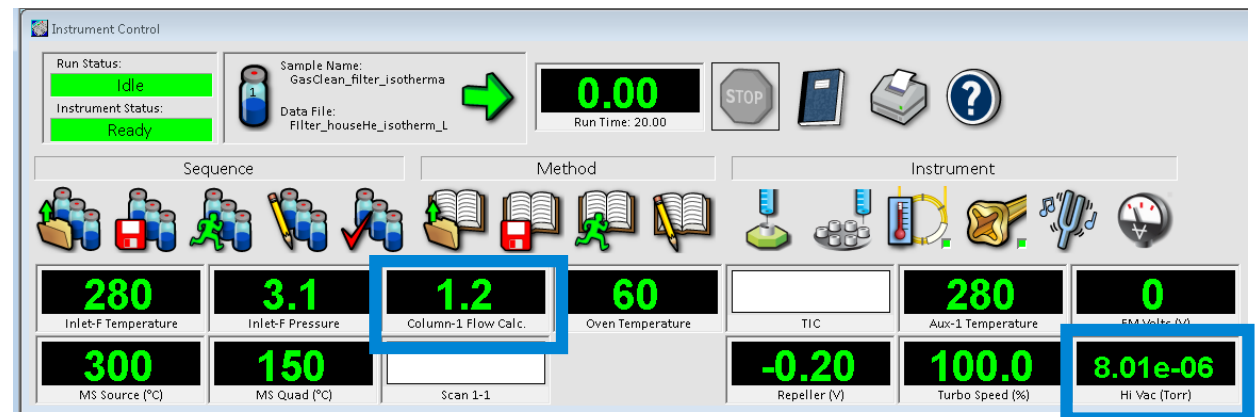 Instrument Control
Run Status:
Idle
Instrument Status:
Ready
1
Sample Name:
GasClean_filter_isotherma
Data File:
FIlter_houseHe_isotherm_L
0.00
Run Time: 20.00
STOP
?
Sequence
Method
Instrument
280
Inlet-F Temperature
3.1
Inlet-F Pressure
1.2
Column-1 Flow Calc.
60
Oven Temperature
TIC
280
Aux-1 Temperature
0
EM Volts (V)
300
MS Source (°C)
150
MS Quad (°C)
Scan 1-1
-0.20
Repeller (V)
100.0
Turbo Speed (%)
8.01e-06
Hi Vac (Torr)